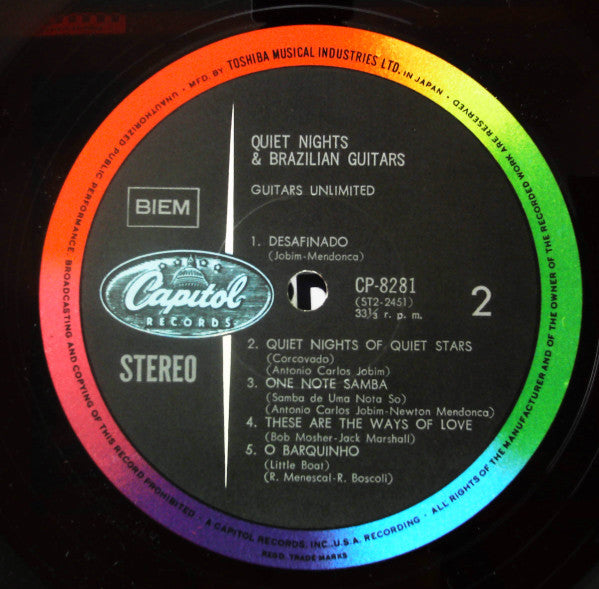 MFD. BY TOSHIBA MUSICAL INDUSTRIES LTD. IN JAPAN · ALL RIGHTS OF THE MANUFACTURER AND OF THE OWNER OF THE RECORDED WORK ARE RESERVED
UNAUTHORIZED PUBLIC PERFORMANCE, BROADCASTING AND COPYING OF THIS RECORD PROHIBITED · A CAPITOL RECORDS, INC., U.S.A. RECORDING ·
REGD. TRADE MARKS
QUIET NIGHTS
& BRAZILIAN GUITARS
GUITARS UNLIMITED
BIEM
1. DESAFINADO
(Jobim-Mendonca)
Capitol
RECORDS
CP-8281
(ST2-2451)
33⅓ r. p. m.
2
STEREO
2. QUIET NIGHTS OF QUIET STARS
(Corcovado)
(Antonio Carlos Jobim)
3. ONE NOTE SAMBA
(Samba de Uma Nota So)
(Antonio Carlos Jobim-Newton Mendonca)
4. THESE ARE THE WAYS OF LOVE
(Bob Mosher-Jack Marshall)
5. O BARQUINHO
(Little Boat)
(R. Menescal-R. Boscoli)